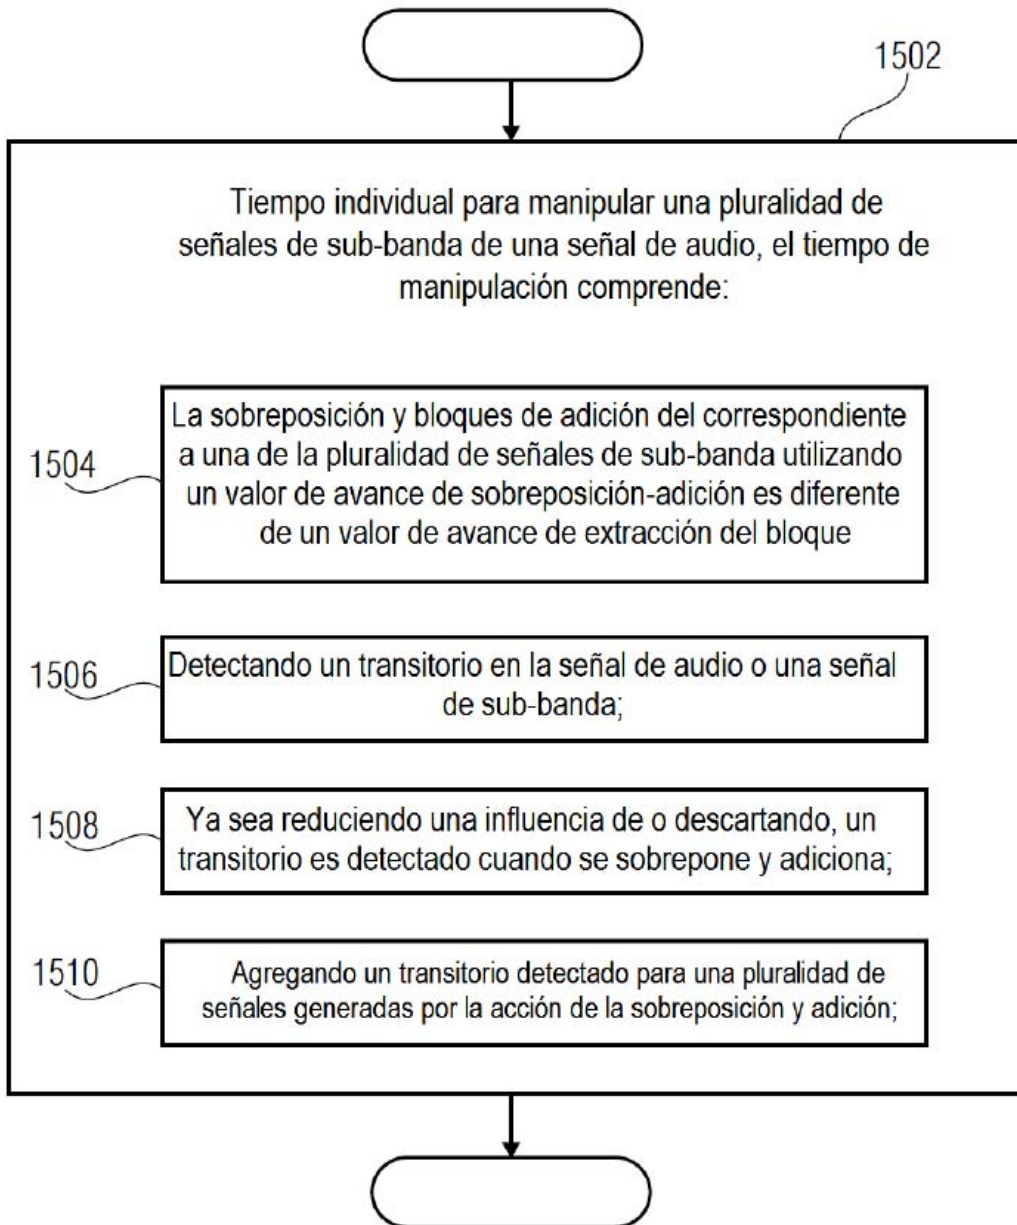 1502
Tiempo individual para manipular una pluralidad de
señales de sub-banda de una señal de audio, el tiempo de
manipulación comprende:
1504
La sobreposición y bloques de adición del correspondiente
a una de la pluralidad de señales de sub-banda utilizando
un valor de avance de sobreposición-adición es diferente
de un valor de avance de extracción del bloque
1506
Detectando un transitorio en la señal de audio o una señal
de sub-banda;
1508
Ya sea reduciendo una influencia de o descartando, un
transitorio es detectado cuando se sobrepone y adiciona;
1510
Agregando un transitorio detectado para una pluralidad de
señales generadas por la acción de la sobreposición y adición;